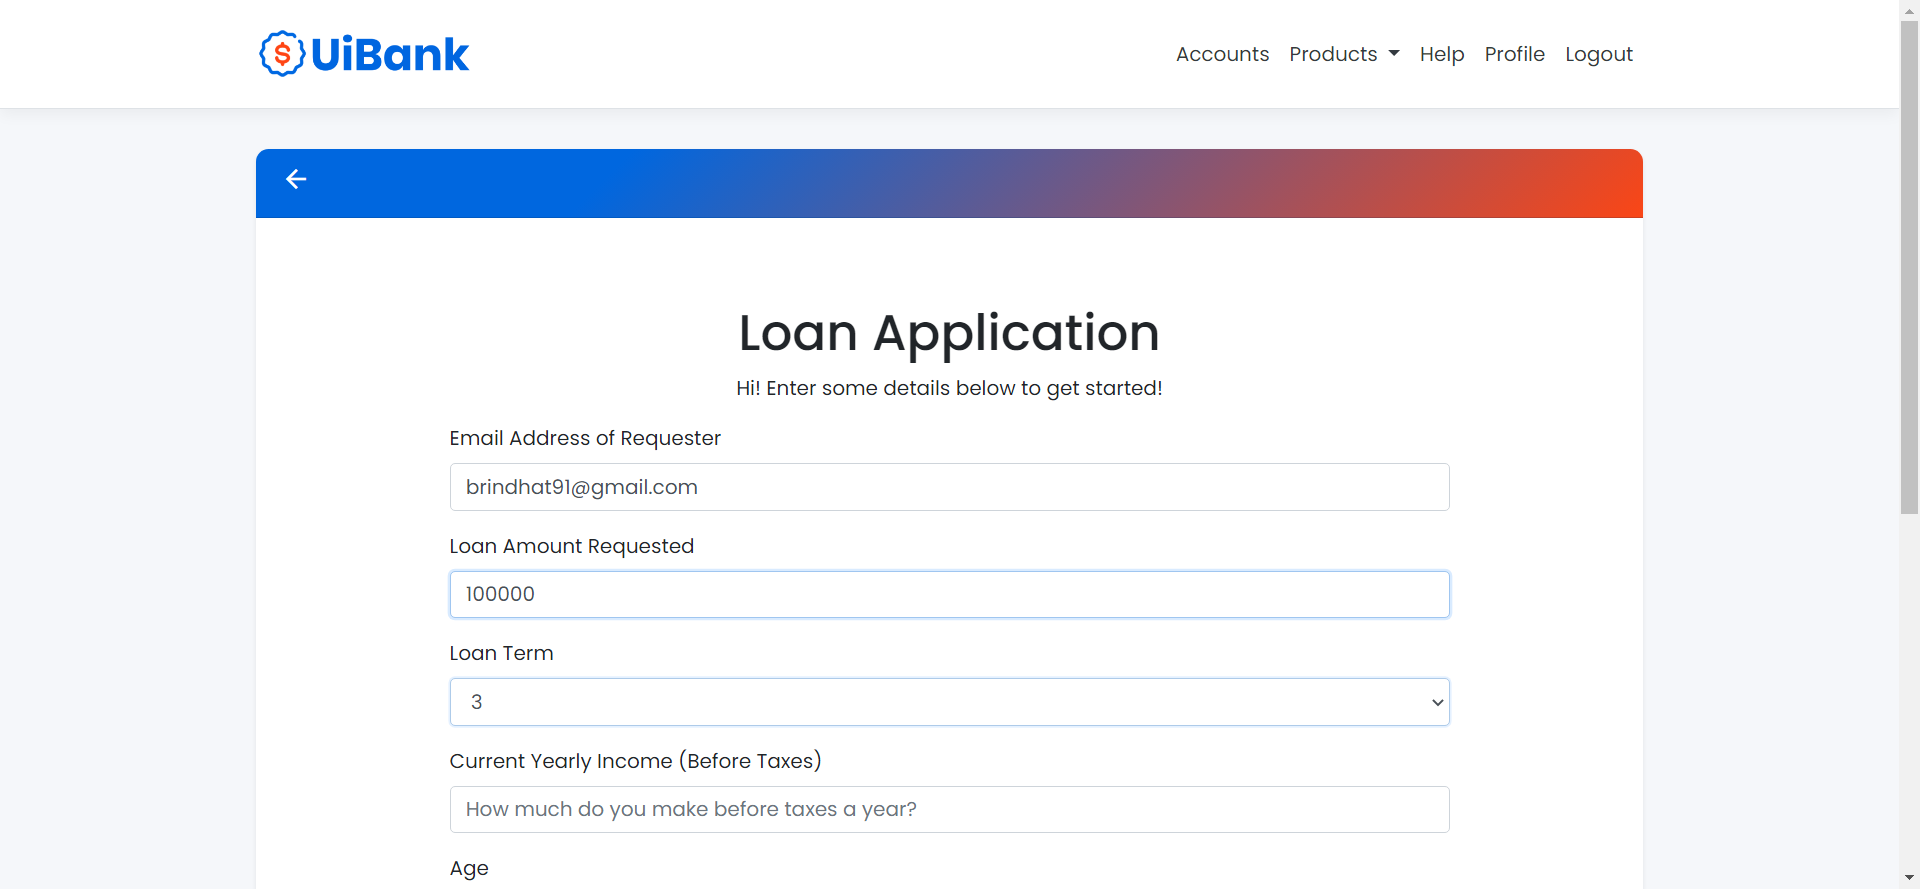 $ UiBank
Accounts Products Help Profile Logout
Loan Application
Hi! Enter some details below to get started!
Email Address of Requester
brindhat91@gmail.com
Loan Amount Requested
100000
Loan Term
3
Current Yearly Income (Before Taxes)
How much do you make before taxes a year?
Age